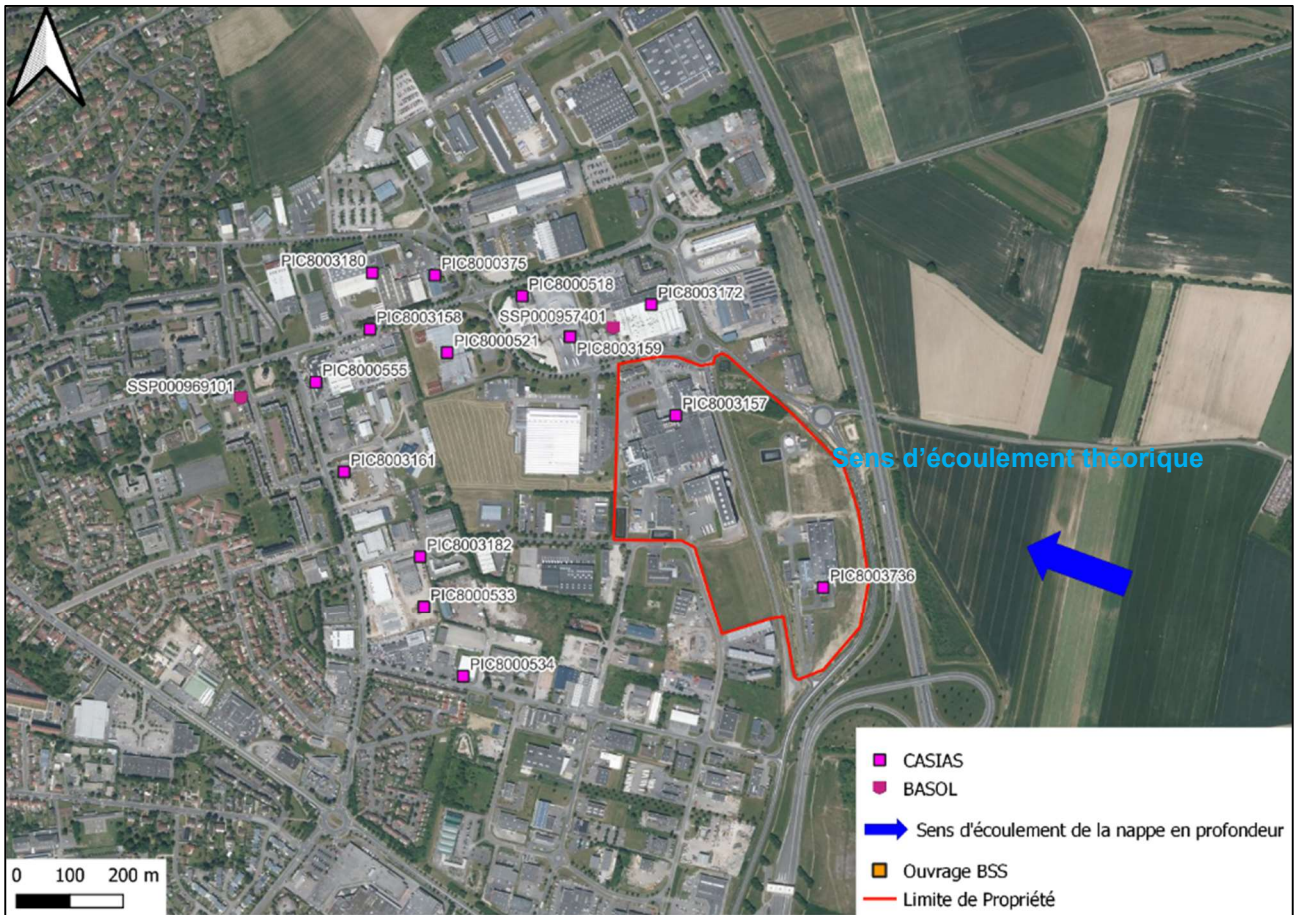 PIC8003180
PIC8000375
PIC8000518
PIC8003172
SSP000957401
PIC8003158
PIC8003159
PIC8000521
PIC8000555
SSP000969101
PIC8003157
PIC8003161
Sens d'écoulement théorique
PIC8003182
PIC8003736
PIC8000533
PIC8000534
CASIAS
BASOL
Sens d'écoulement de la nappe en profondeur
Ouvrage BSS
Limite de Propriété
0 100 200 m